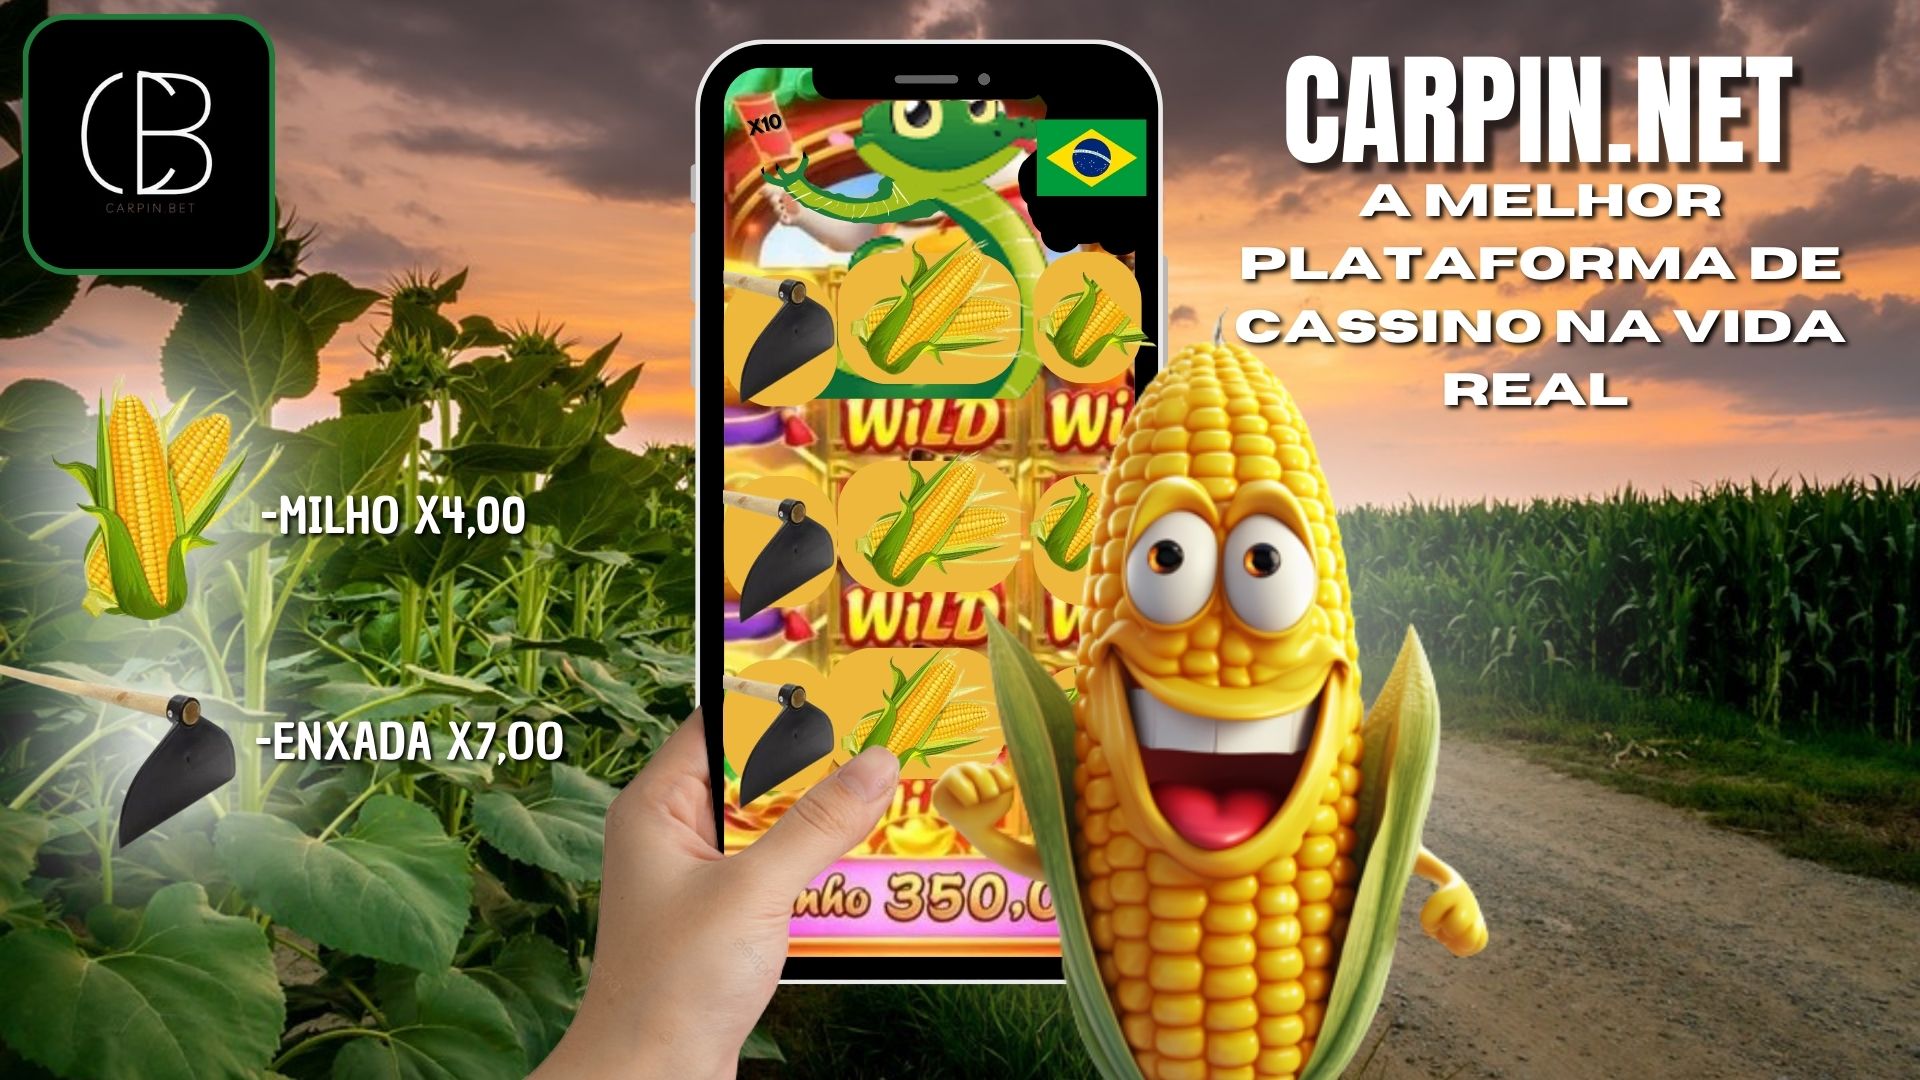 CB
CARPIN.BET
CARPIN.NET
A MELHOR
PLATAFORMA DE
CASSINO NA VIDA
REAL
X10
WILD
WILD
-MILHO X4,00
-ENXADA X7,00
350,0